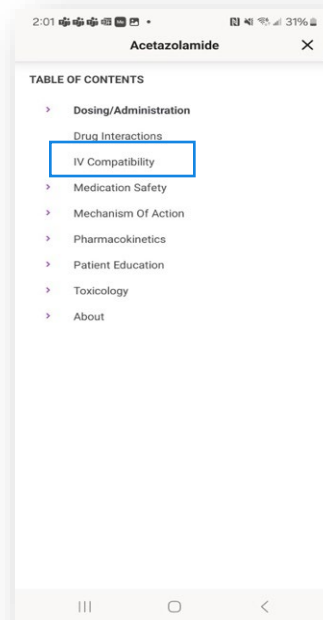 2:01
31%
Acetazolamide
TABLE OF CONTENTS
Dosing/Administration
Drug Interactions
IV Compatibility
Medication Safety
Mechanism Of Action
Pharmacokinetics
Patient Education
Toxicology
About